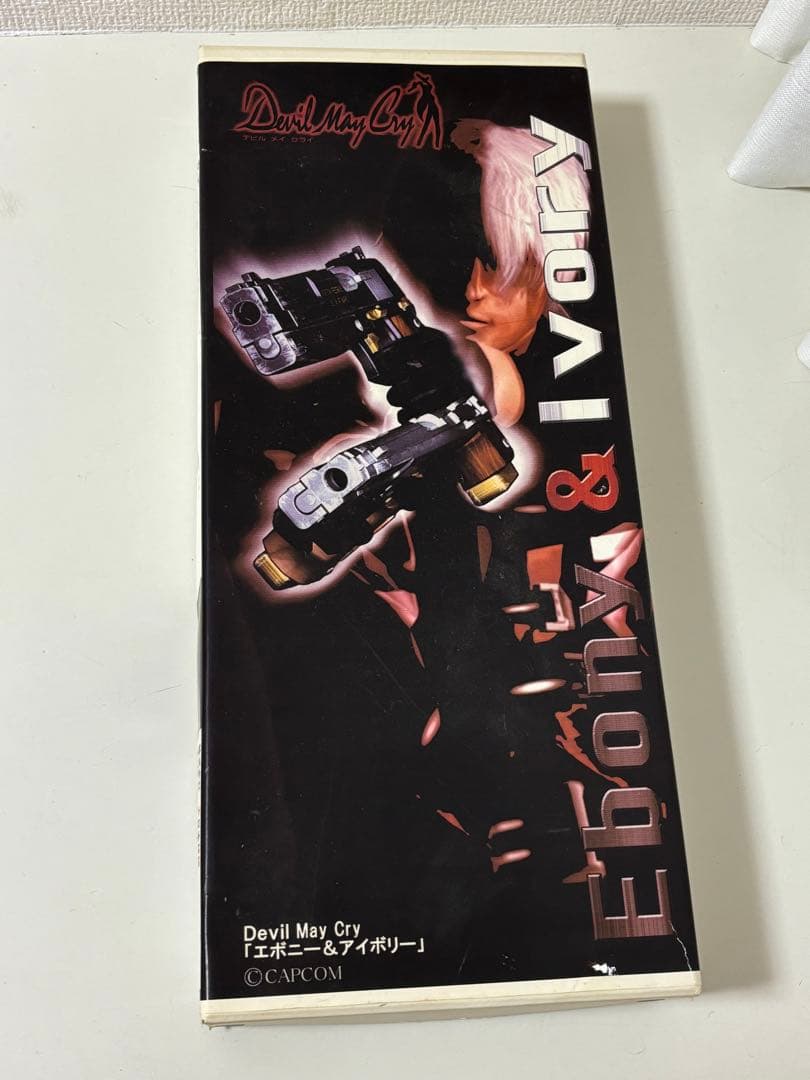 Devil May Cry
デビル メイ クライ
Ebony & Ivory
Devil May Cry
「エボニー&アイボリー」
©CAPCOM